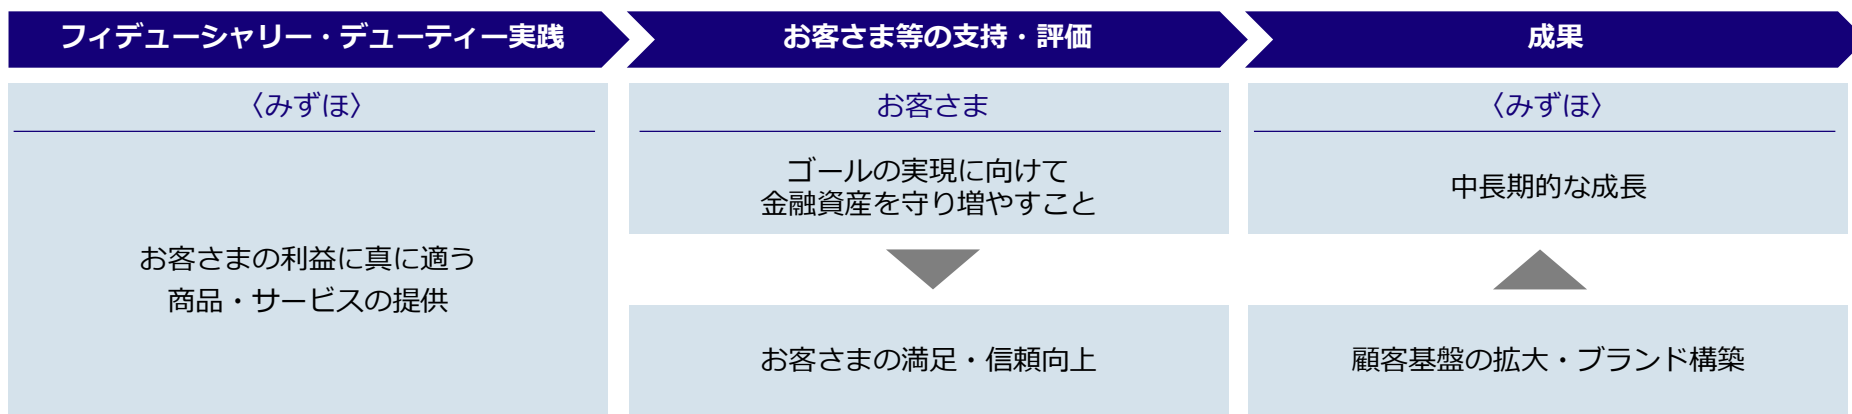 フィデューシャリー・デューティー実践
お客さま等の支持・評価
成果
〈みずほ〉
お客さまの利益に真に適う
商品・サービスの提供
お客さま
ゴールの実現に向けて
金融資産を守り増やすこと
お客さまの満足・信頼向上
〈みずほ〉
中長期的な成長
顧客基盤の拡大・ブランド構築